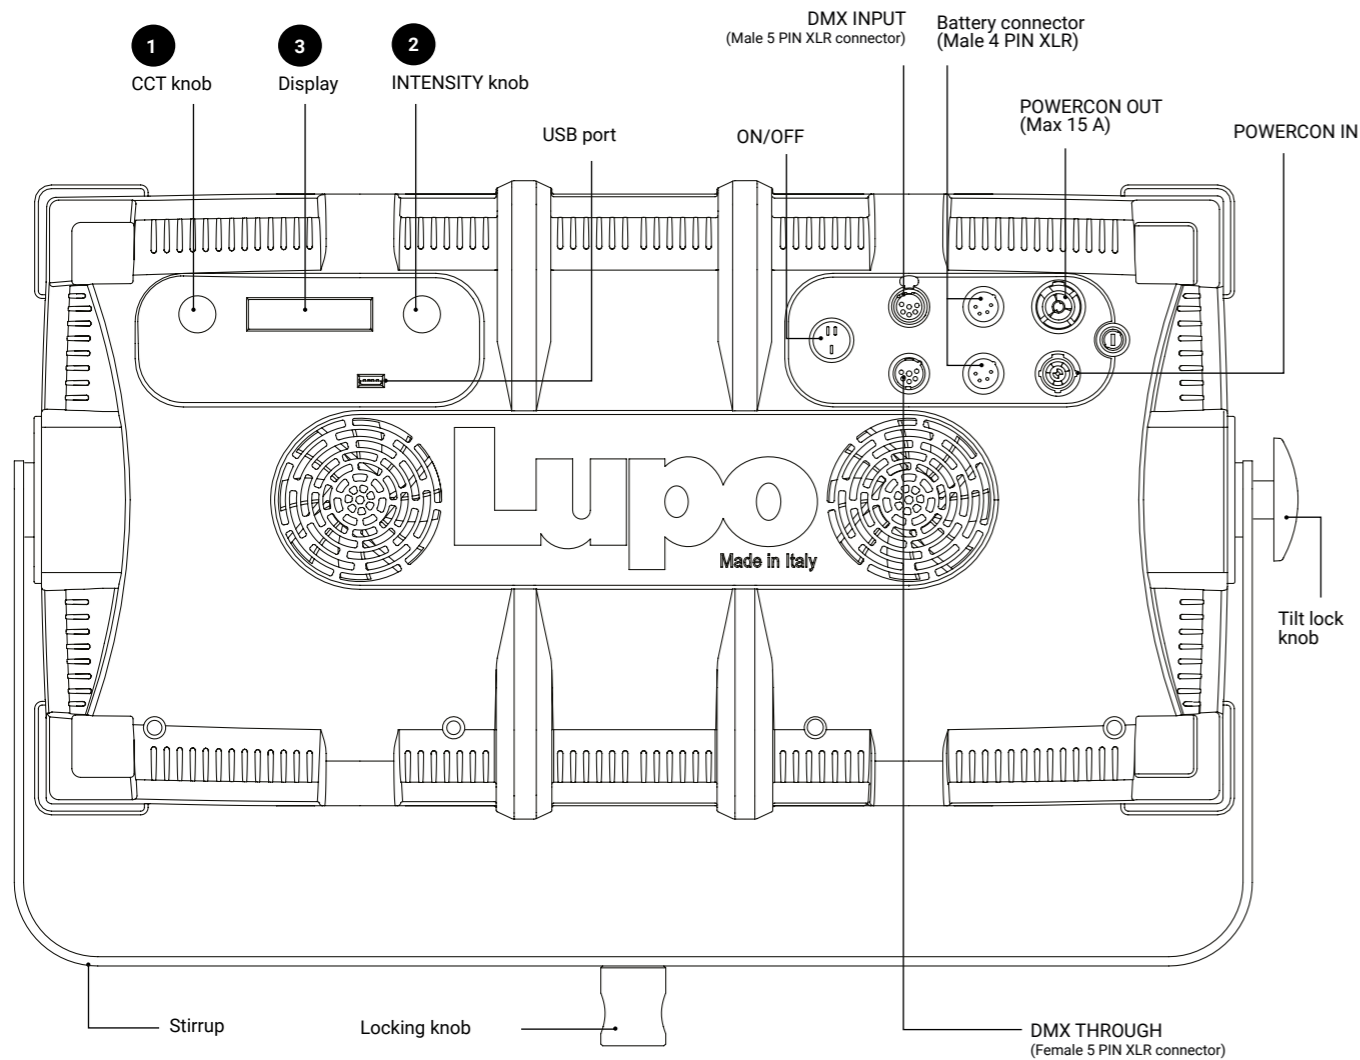 1
CCT knob
3
Display
2
INTENSITY knob
USB port
ON/OFF
DMX INPUT
(Male 5 PIN XLR connector)
Battery connector
(Male 4 PIN XLR)
POWERCON OUT
(Max 15 A)
POWERCON IN
Lupo
Made in Italy
Tilt lock
knob
Stirrup
Locking knob
DMX THROUGH
(Female 5 PIN XLR connector)